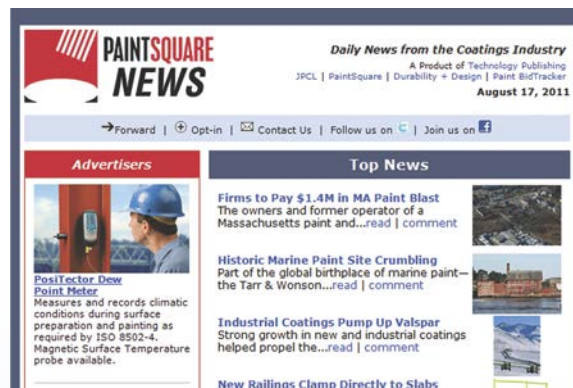 PAINTSQUARE
NEWS
Daily News from the Coatings Industry
A Product of Technology Publishing
JPCL | PaintSquare | Durability + Design | Paint BidTracker
August 17, 2011
Forward | Opt-in | Contact Us | Follow us on | Join us on
Advertisers
PosiTector Dew
Point Meter
Measures and records climatic
conditions during surface
preparation and painting as
required by ISO 8502-4.
Magnetic Surface Temperature
probe available.
Top News
Firms to Pay $1.4M in MA Paint Blast
The owners and former operator of a
Massachusetts paint and...read | comment
Historic Marine Paint Site Crumbling
Part of the global birthplace of marine paint—
the Tarr & Wonson...read | comment
Industrial Coatings Pump Up Valspar
Strong growth in new and industrial coatings
helped propel the...read | comment
New Railings Clamp Directly to Slabs